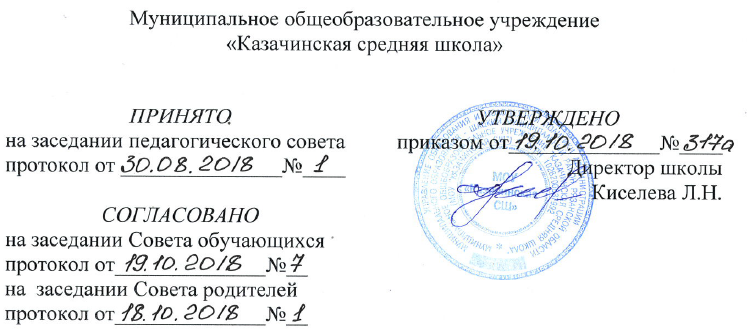 Муниципальное общеобразовательное учреждение
«Казачинская средняя школа»
ПРИНЯТО
на заседании педагогического совета
протокол от 30.08.2018 № 1
СОГЛАСОВАНО
на заседании Совета обучающихся
протокол от 19.10.2018 № 7
на заседании Совета родителей
протокол от 18.10.2018 № 1
УТВЕРЖДЕНО
приказом от 19.10.2018 № 317а
Директор школы
Киселева Л.Н.